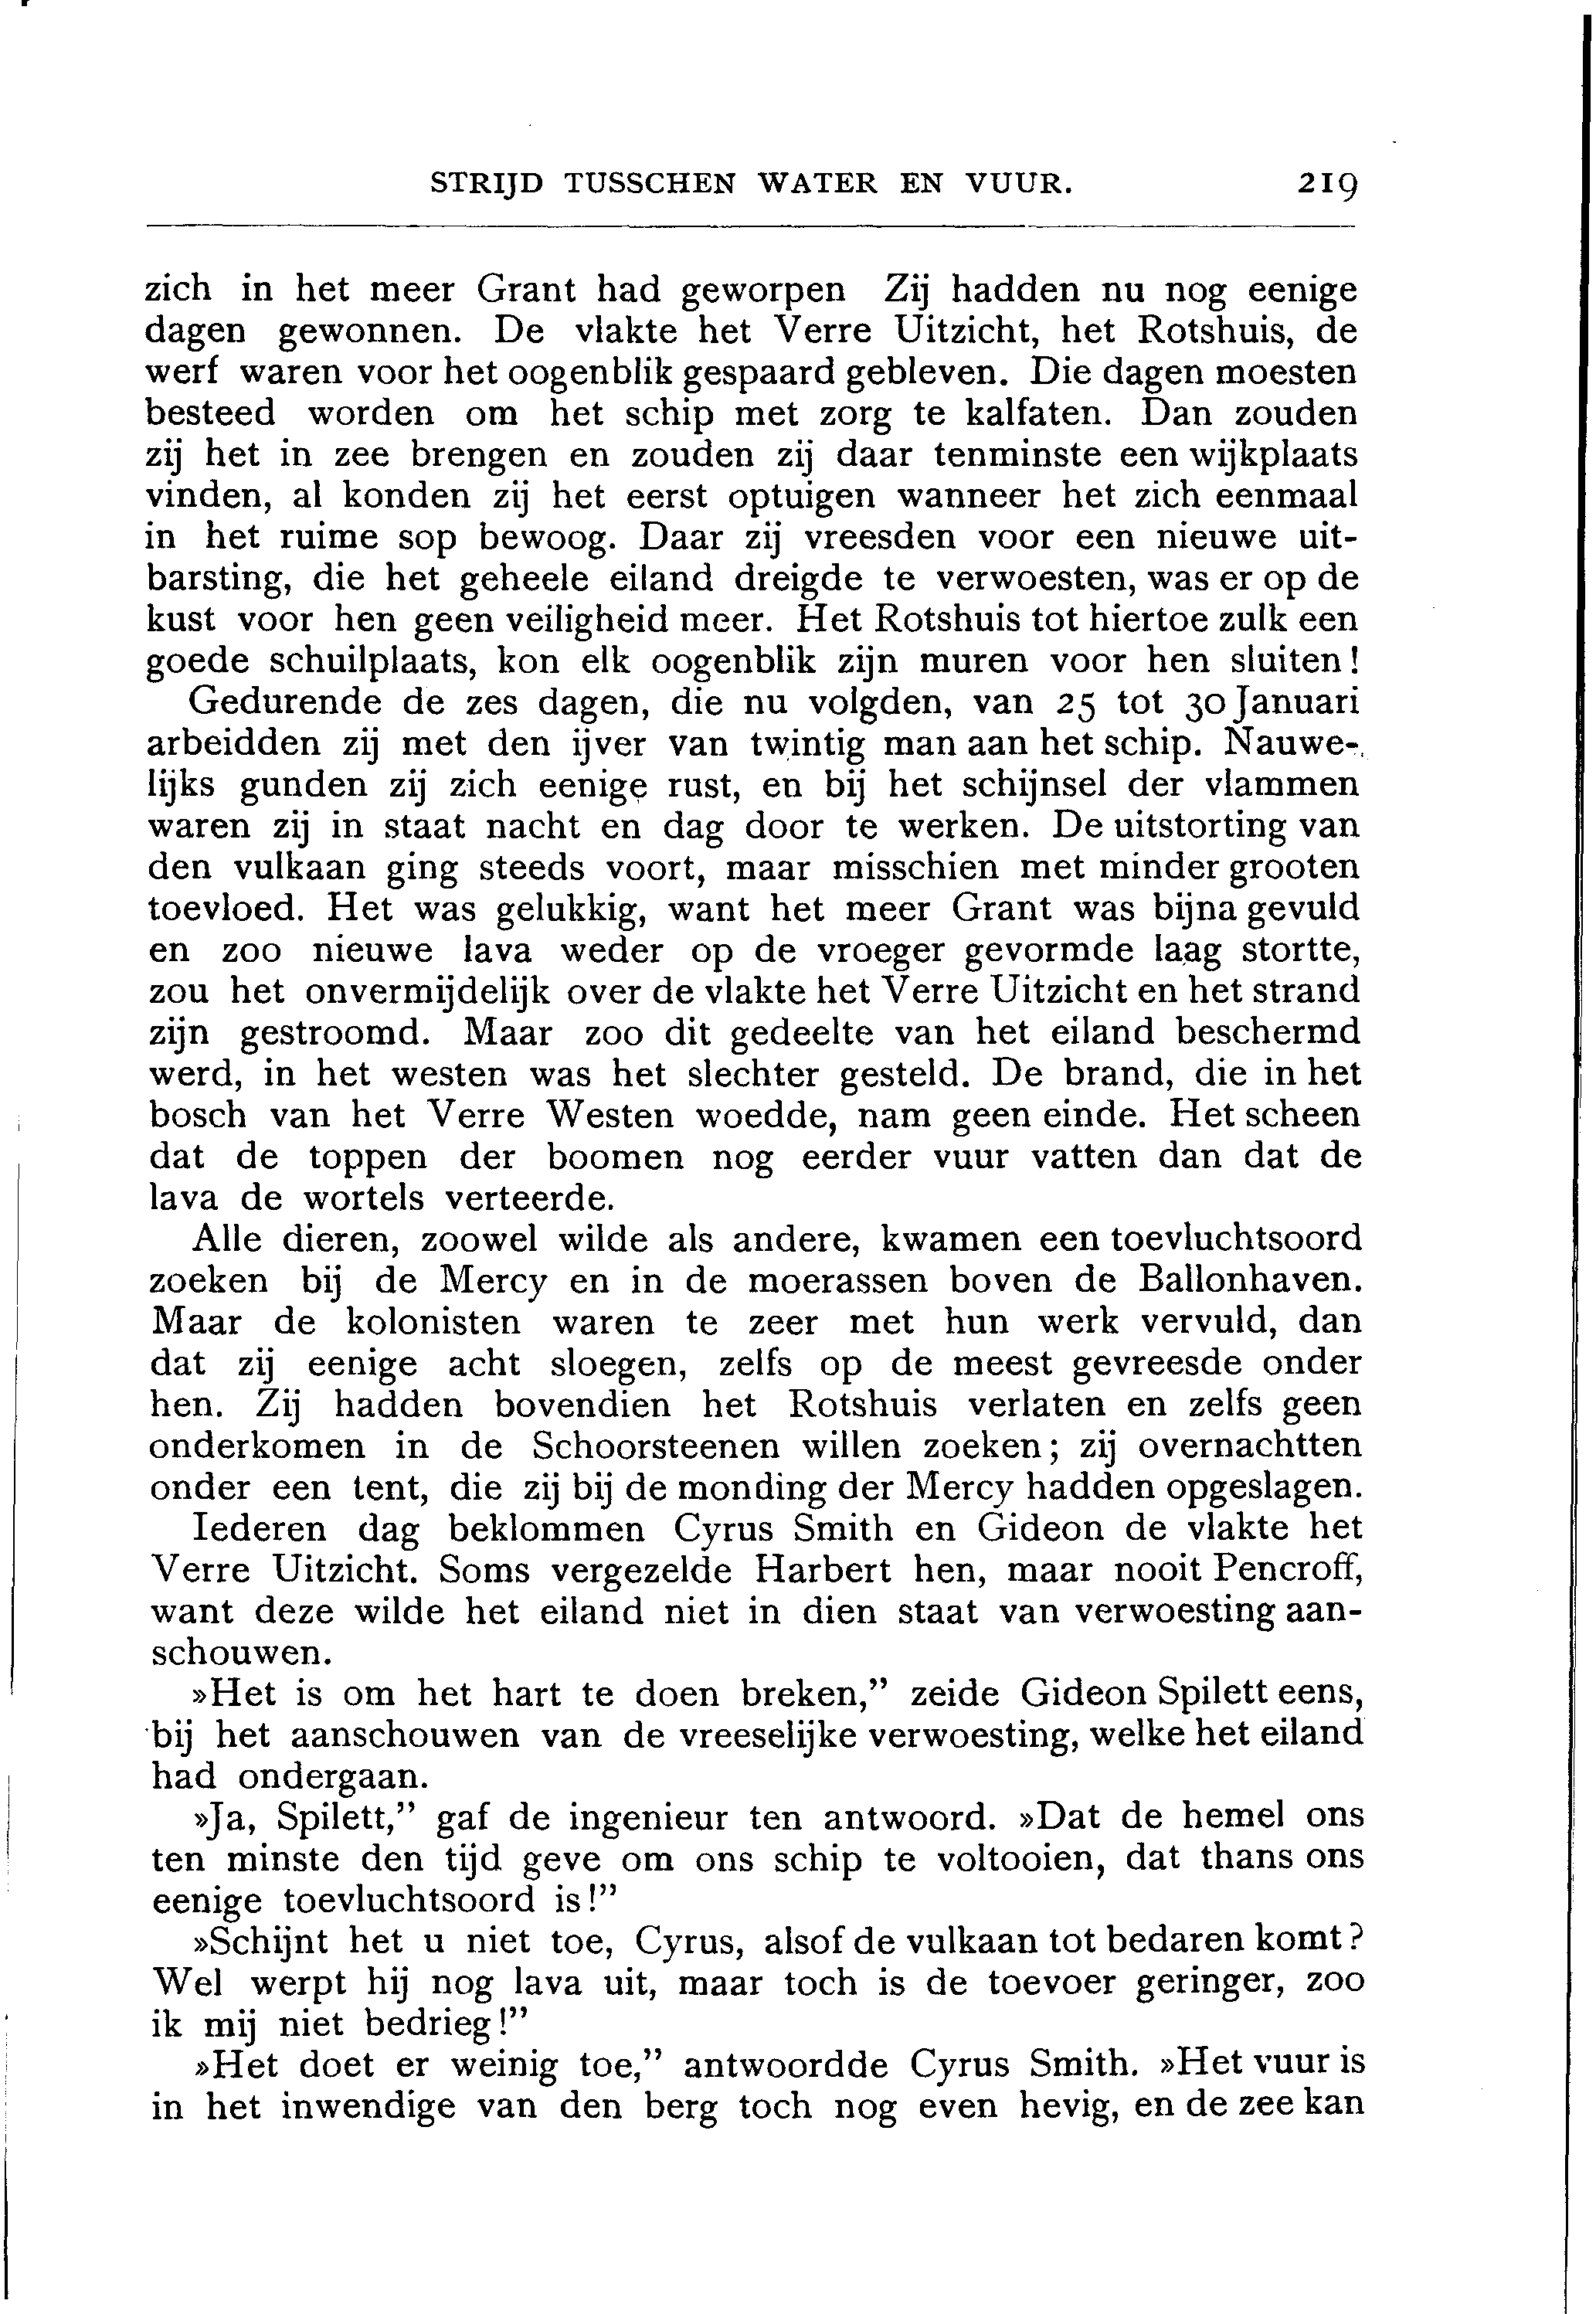 STRIJD TUSSCHEN WATER EN VUUR. 219
zich in het meer Grant had geworpen Zij hadden nu nog eenige
dagen gewonnen. De vlakte het Verre Uitzicht, het Rotshuis, de
werf waren voor het oogenblik gespaard gebleven. Die dagen moesten
besteed worden om het schip met zorg te kalfaten. Dan zouden
zij het in zee brengen en zouden zij daar tenminste een wijkplaats
vinden, al konden zij het eerst optuigen wanneer het zich eenmaal
in het ruime sop bewoog. Daar zij vreesden voor een nieuwe uit-
barsting, die het geheele eiland dreigde te verwoesten, was er op de
kust voor hen geen veiligheid meer. Het Rotshuis tot hiertoe zulk een
goede schuilplaats, kon elk oogenblik zijn muren voor hen sluiten!
Gedurende de zes dagen, die nu volgden, van 25 tot 30 Januari
arbeidden zij met den ijver van twintig man aan het schip. Nauwe-
lijks gunden zij zich eenige rust, en bij het schijnsel der vlammen
waren zij in staat nacht en dag door te werken. De uitstorting van
den vulkaan ging steeds voort, maar misschien met minder grooten
toevloed. Het was gelukkig, want het meer Grant was bijna gevuld
en zoo nieuwe lava weder op de vroeger gevormde laag stortte,
zou het onvermijdelijk over de vlakte het Verre Uitzicht en het strand
zijn gestroomd. Maar zoo dit gedeelte van het eiland beschermd
werd, in het westen was het slechter gesteld. De brand, die in het
bosch van het Verre Westen woedde, nam geen einde. Het scheen
dat de toppen der boomen nog eerder vuur vatten dan dat de
lava de wortels verteerde.
Alle dieren, zoowel wilde als andere, kwamen een toevluchtsoord
zoeken bij de Mercy en in de moerassen boven de Ballonhaven.
Maar de kolonisten waren te zeer met hun werk vervuld, dan
dat zij eenige acht sloegen, zelfs op de meest gevreesde onder
hen. Zij hadden bovendien het Rotshuis verlaten en zelfs geen
onderkomen in de Schoorsteenen willen zoeken; zij overnachtten
onder een tent, die zij bij de monding der Mercy hadden opgeslagen.
Iederen dag beklommen Cyrus Smith en Gideon de vlakte het
Verre Uitzicht. Soms vergezelde Harbert hen, maar nooit Pencroff,
want deze wilde het eiland niet in dien staat van verwoesting aan-
schouwen.
»Het is om het hart te doen breken,” zeide Gideon Spilett eens,
bij het aanschouwen van de vreeselijke verwoesting, welke het eiland
had ondergaan.
»Ja, Spilett,” gaf de ingenieur ten antwoord. »Dat de hemel ons
ten minste den tijd geve om ons schip te voltooien, dat thans ons
eenige toevluchtsoord is!”
»Schijnt het u niet toe, Cyrus, alsof de vulkaan tot bedaren komt?
Wel werpt hij nog lava uit, maar toch is de toevoer geringer, zoo
ik mij niet bedrieg!”
»Het doet er weinig toe,” antwoordde Cyrus Smith. »Het vuur is
in het inwendige van den berg toch nog even hevig, en de zee kan